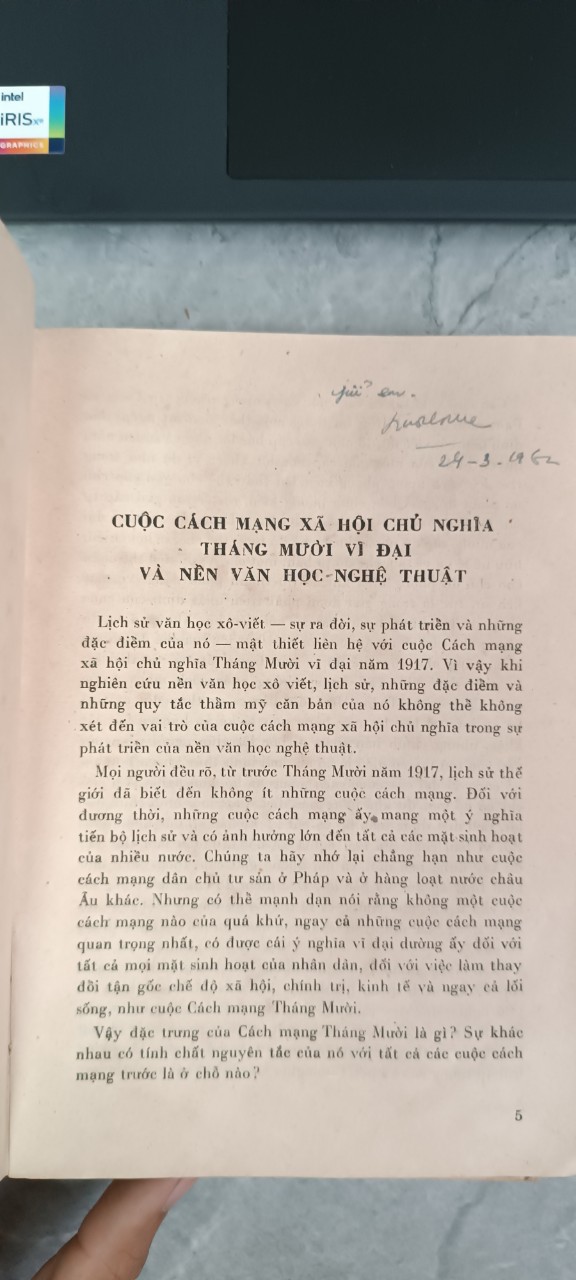 intel
iRIS xe
GRAPHICS
em.
24-3-1982
CUỘC CÁCH MẠNG XÃ HỘI CHỦ NGHĨA
THÁNG MƯỜI VĨ ĐẠI
VÀ NỀN VĂN HỌC-NGHỆ THUẬT
Lịch sử văn học xô-viết — sự ra đời, sự phát triển và những
đặc điểm của nó — mật thiết liên hệ với cuộc Cách mạng
xã hội chủ nghĩa Tháng Mười vĩ đại năm 1917. Vì vậy khi
nghiên cứu nền văn học xô viết, lịch sử, những đặc điểm và
những quy tắc thẩm mỹ căn bản của nó không thể không
xét đến vai trò của cuộc cách mạng xã hội chủ nghĩa trong sự
phát triển của nền văn học nghệ thuật.
Mọi người đều rõ, từ trước Tháng Mười năm 1917, lịch sử thế
giới đã biết đến không ít những cuộc cách mạng. Đối với
đương thời, những cuộc cách mạng ấy mang một ý nghĩa
tiến bộ lịch sử và có ảnh hưởng lớn đến tất cả các mặt sinh hoạt
của nhiều nước. Chúng ta hãy nhớ lại chẳng hạn như cuộc
cách mạng dân chủ tư sản ở Pháp và ở hàng loạt nước châu
Âu khác. Nhưng có thể mạnh dạn nói rằng không một cuộc
cách mạng nào của quá khứ, ngay cả những cuộc cách mạng
quan trọng nhất, có được cái ý nghĩa vĩ đại dường ấy đối với
tất cả mọi mặt sinh hoạt của nhân dân, đối với việc làm thay
đổi tận gốc chế độ xã hội, chính trị, kinh tế và ngay cả lối
sống, như cuộc Cách mạng Tháng Mười.
Vậy đặc trưng của Cách mạng Tháng Mười là gì? Sự khác
nhau có tính chất nguyên tắc của nó với tất cả các cuộc cách
mạng trước là ở chỗ nào?
5